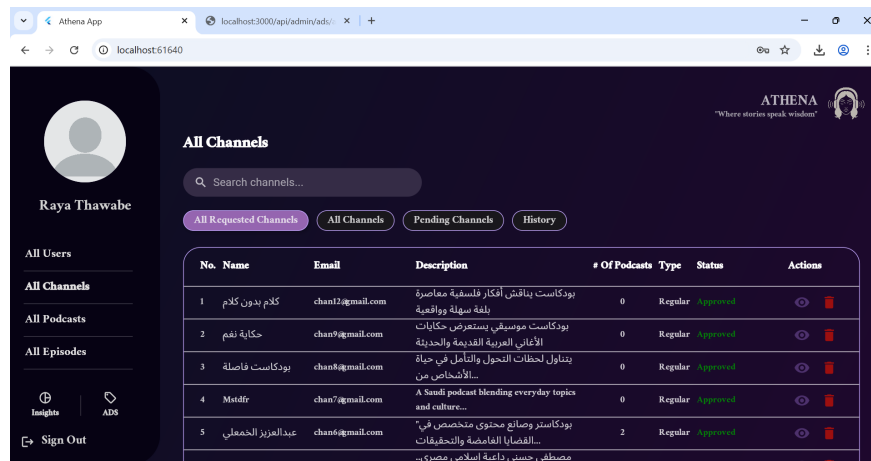 Athena App
localhost:3000/api/admin/ads/
localhost:61640
ATHENA
"Where stories speak wisdom"
Raya Thawabe
All Users
All Channels
All Podcasts
All Episodes
Insights
ADS
Sign Out
All Channels
Search channels...
All Requested Channels
All Channels
Pending Channels
History
No. Name Email Description # Of Podcasts Type Status Actions
1 كلام بدون كلام chan12@gmail.com بودكاست يناقش أفكار فلسفية معاصرة 0 Regular Approved
بلغة سهلة وواقعية
2 حكاية نغم chan9@gmail.com بودكاست موسيقي يستعرض حكايات 0 Regular Approved
الأغاني العربية القديمة والحديثة
3 بودكاست فاصلة chan8@gmail.com يتناول لحظات التحول والتأمل في حياة 0 Regular Approved
الأشخاص من...
4 Mstdfr chan7@gmail.com A Saudi podcast blending everyday topics 0 Regular Approved
and culture...
5 عبدالعزيز الخمعلي chan6@gmail.com "بودكاستر وصانع محتوى متخصص في 2 Regular Approved
القضايا الغامضة والتحقيقات...
مصطفى حسني داعية إسلامي مصري..